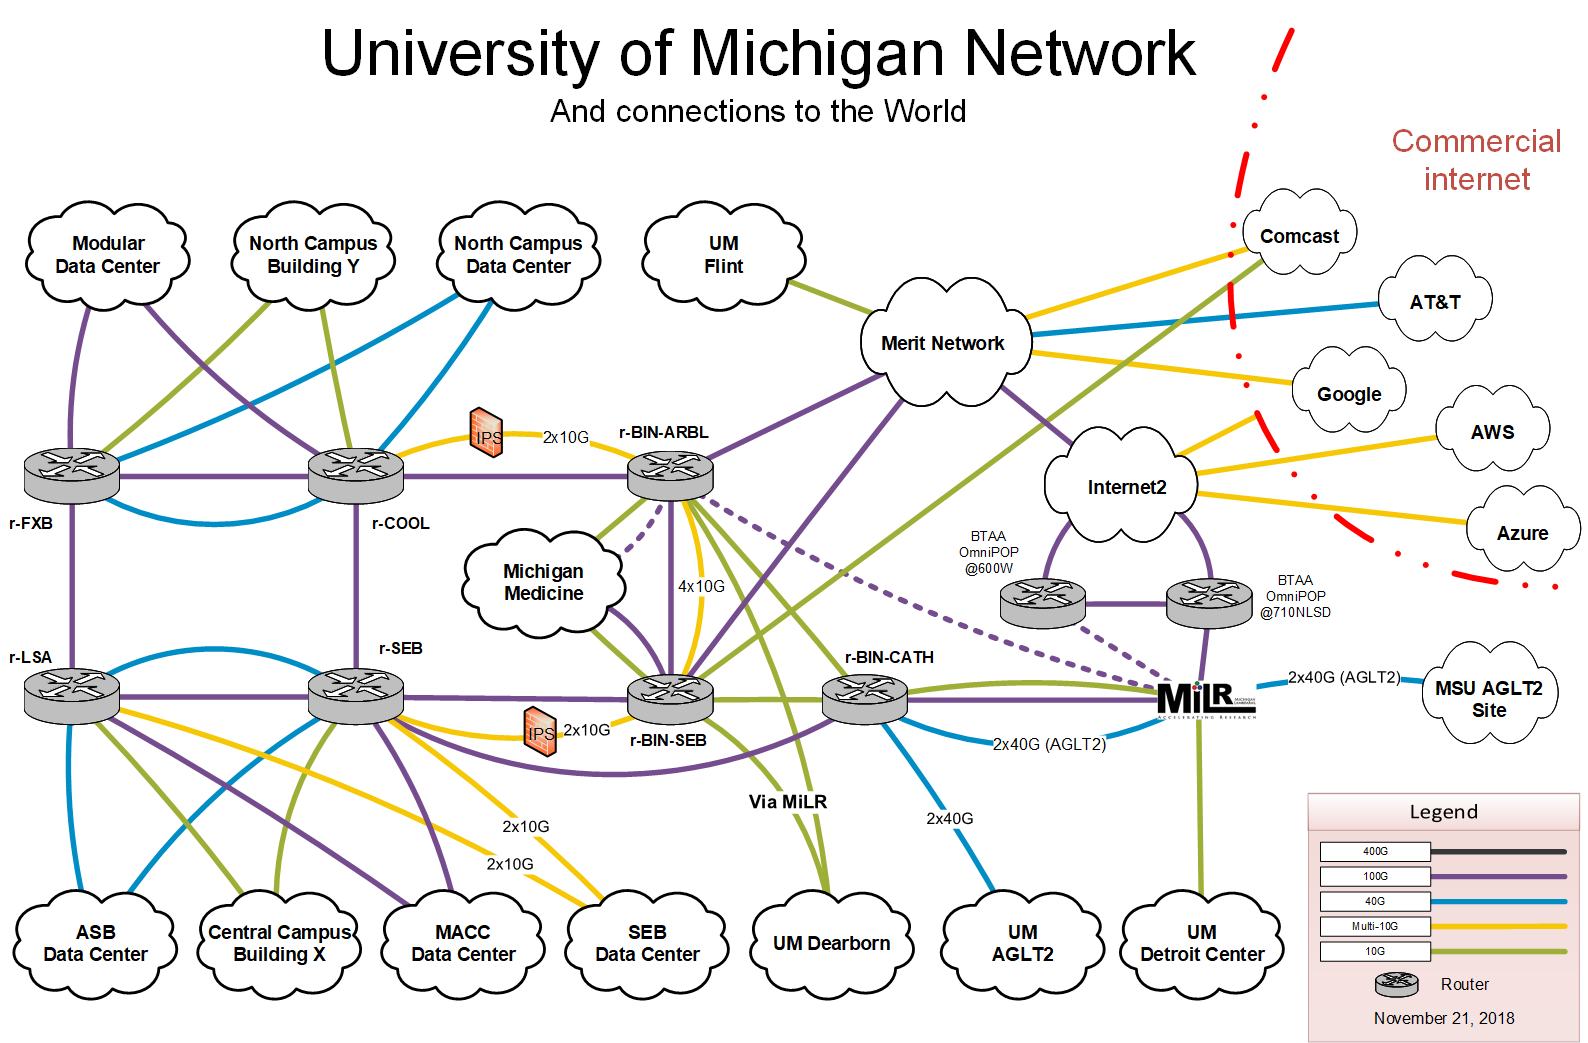 University of Michigan Network
And connections to the World
Commercial
internet
Modular
Data Center
North Campus
Building Y
North Campus
Data Center
UM
Flint
Comcast
AT&T
Merit Network
Google
AWS
Azure
Internet2
IPS
2x10G
r-BIN-ARBL
r-FXB
r-COOL
Michigan
Medicine
4x10G
BTAA
OmniPOP
@600W
BTAA
OmniPOP
@710NLSD
r-LSA
r-SEB
r-BIN-CATH
IPS
2x10G
r-BIN-SEB
MiLR
MICHIGAN
LAMBDARAIL
ACCELERATING RESEARCH
2x40G (AGLT2)
MSU AGLT2
Site
2x40G (AGLT2)
Via MiLR
2x10G
2x10G
2x40G
ASB
Data Center
Central Campus
Building X
MACC
Data Center
SEB
Data Center
UM Dearborn
UM
AGLT2
UM
Detroit Center
Legend
400G
100G
40G
Multi-10G
10G
Router
November 21, 2018